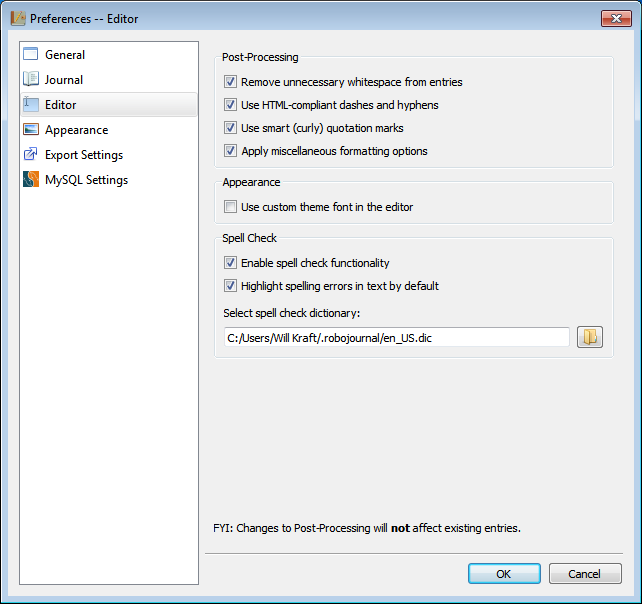 Preferences -- Editor
General
Journal
Editor
Appearance
Export Settings
MySQL Settings
Post-Processing
Remove unnecessary whitespace from entries
Use HTML-compliant dashes and hyphens
Use smart (curly) quotation marks
Apply miscellaneous formatting options
Appearance
Use custom theme font in the editor
Spell Check
Enable spell check functionality
Highlight spelling errors in text by default
Select spell check dictionary:
C:/Users/Will Kraft/.robojournal/en_US.dic
FYI: Changes to Post-Processing will not affect existing entries.
OK Cancel